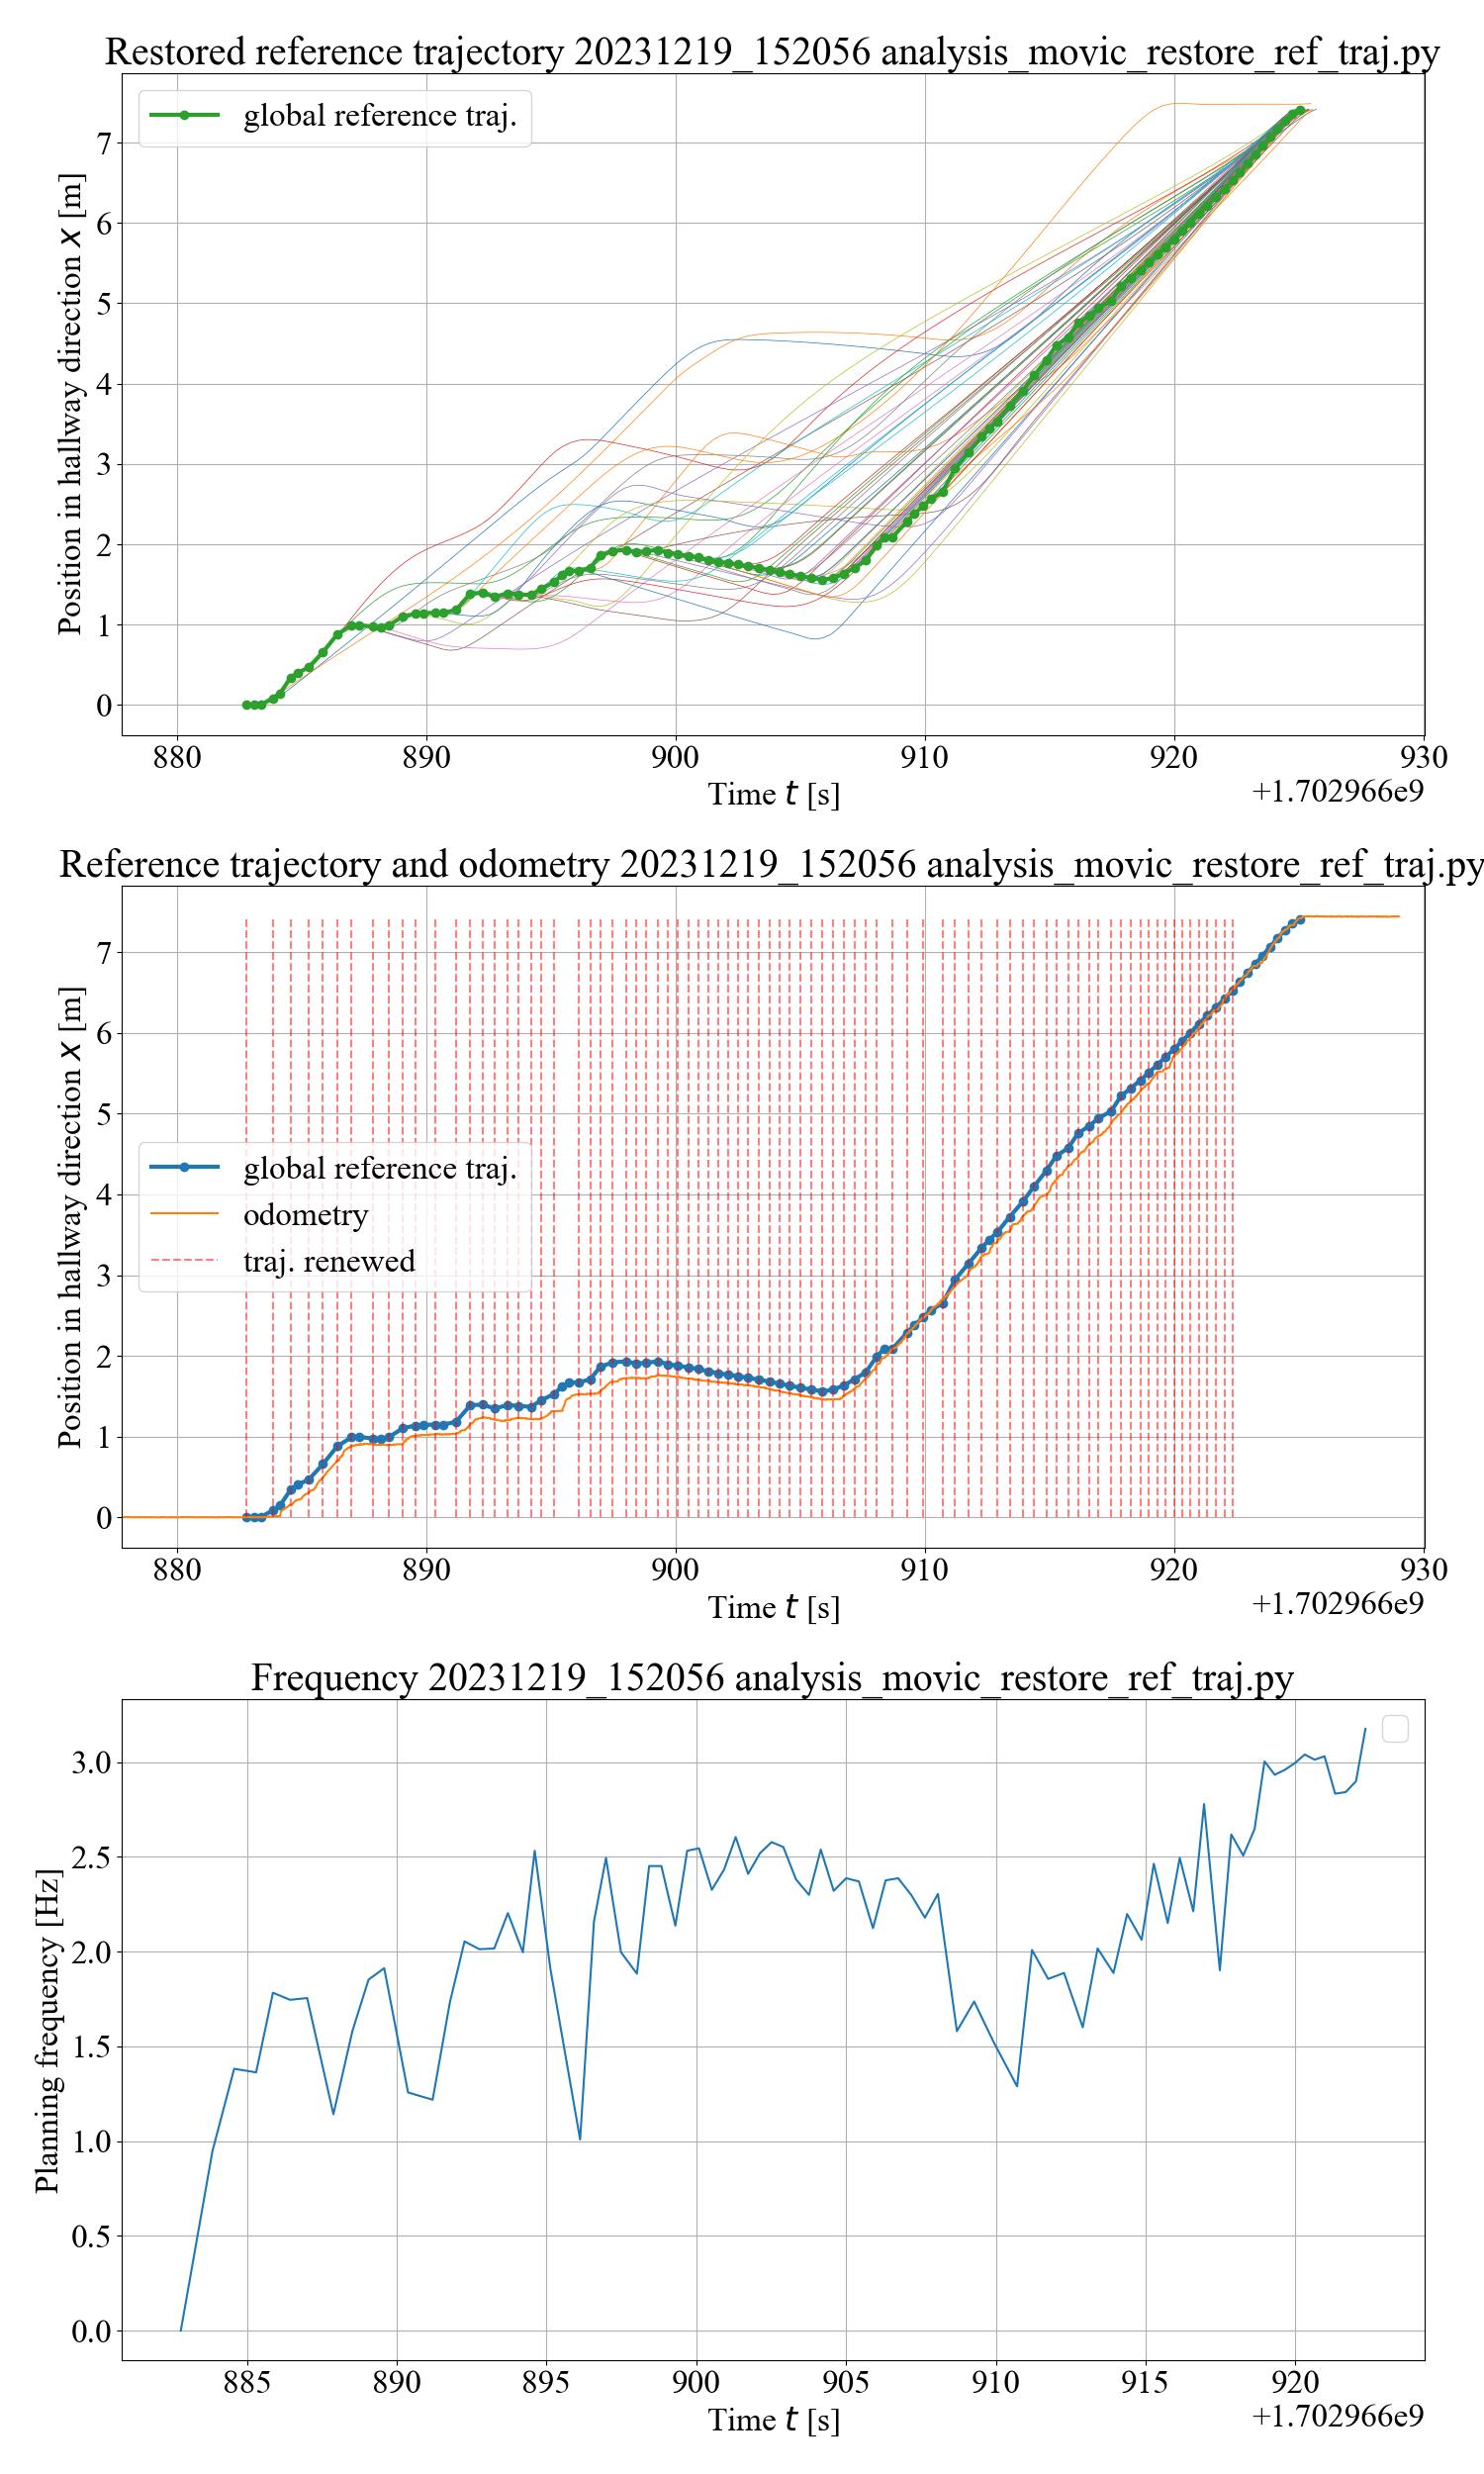 Restored reference trajectory 20231219_152056 analysis_movic_restore_ref_traj.py
global reference traj.
Position in hallway direction x [m]
7
6
5
4
3
2
1
0
880 890 900 910 920 930
Time t [s]
+1.702966e9
Reference trajectory and odometry 20231219_152056 analysis_movic_restore_ref_traj.py
global reference traj.
odometry
traj. renewed
Position in hallway direction x [m]
7
6
5
4
3
2
1
0
880 890 900 910 920 930
Time t [s]
+1.702966e9
Frequency 20231219_152056 analysis_movic_restore_ref_traj.py
Planning frequency [Hz]
3.0
2.5
2.0
1.5
1.0
0.5
0.0
885 890 895 900 905 910 915 920
Time t [s]
+1.702966e9